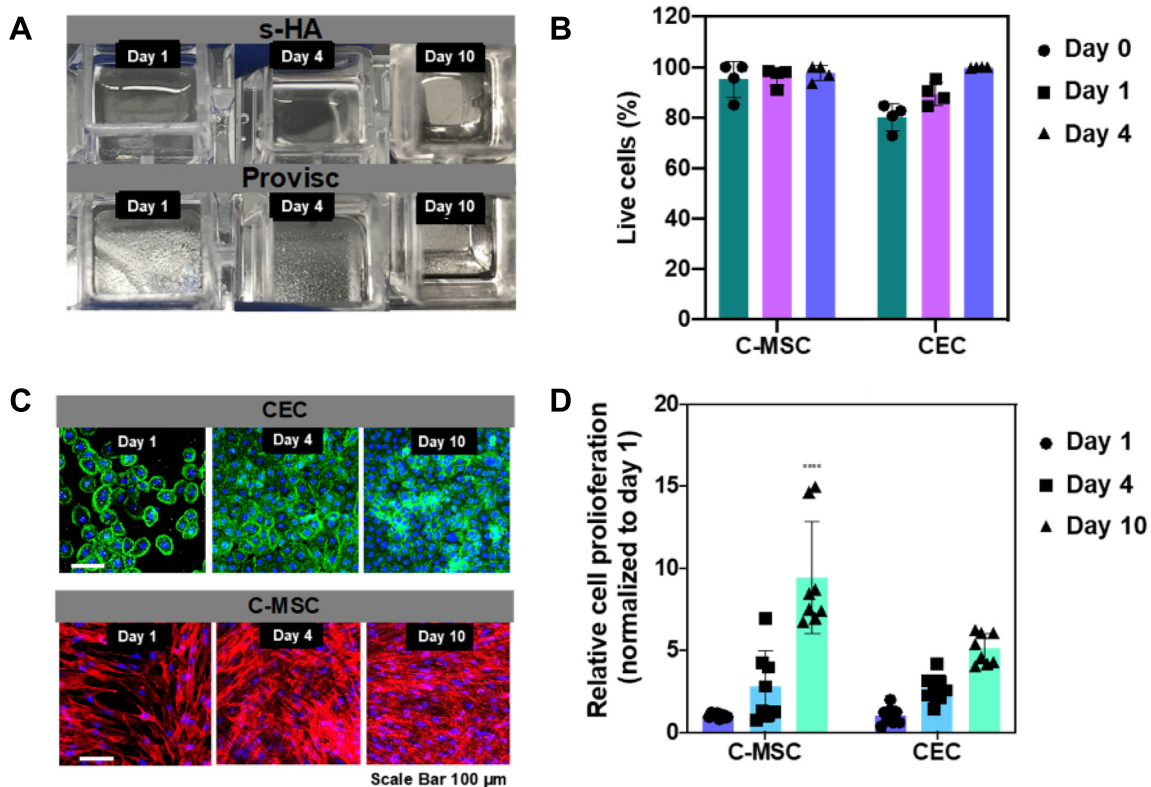 A
s-HA
Day 1
Day 4
Day 10
Provisc
Day 1
Day 4
Day 10
B
Live cells (%)
120
100
80
60
40
20
0
C-MSC
CEC
Day 0
Day 1
Day 4
C
CEC
Day 1
Day 4
Day 10
C-MSC
Day 1
Day 4
Day 10
Scale Bar 100 μm
D
Relative cell prolioferation
(normalized to day 1)
20
15
10
5
0
****
C-MSC
CEC
Day 1
Day 4
Day 10